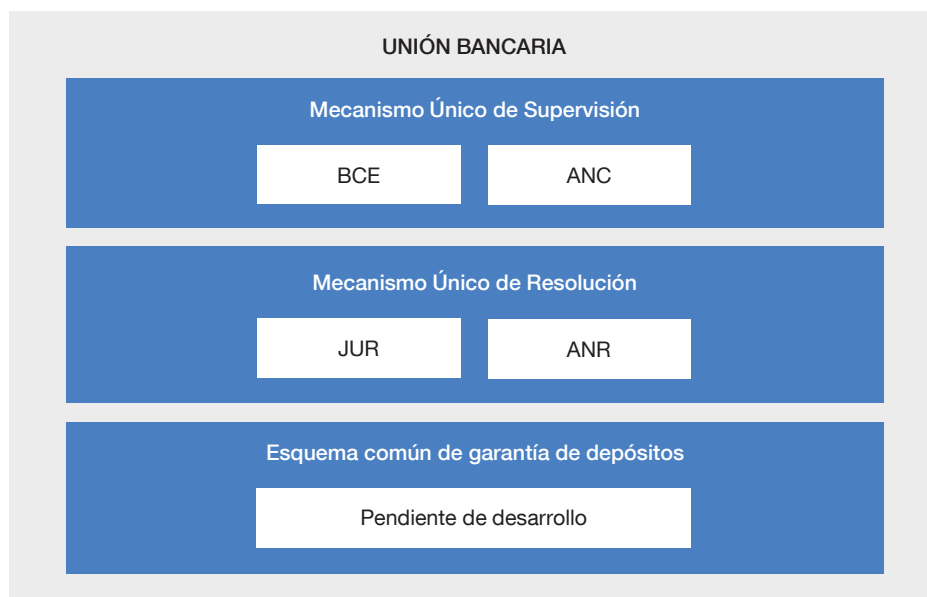 UNIÓN BANCARIA
Mecanismo Único de Supervisión
BCE
ANC
Mecanismo Único de Resolución
JUR
ANR
Esquema común de garantía de depósitos
Pendiente de desarrollo